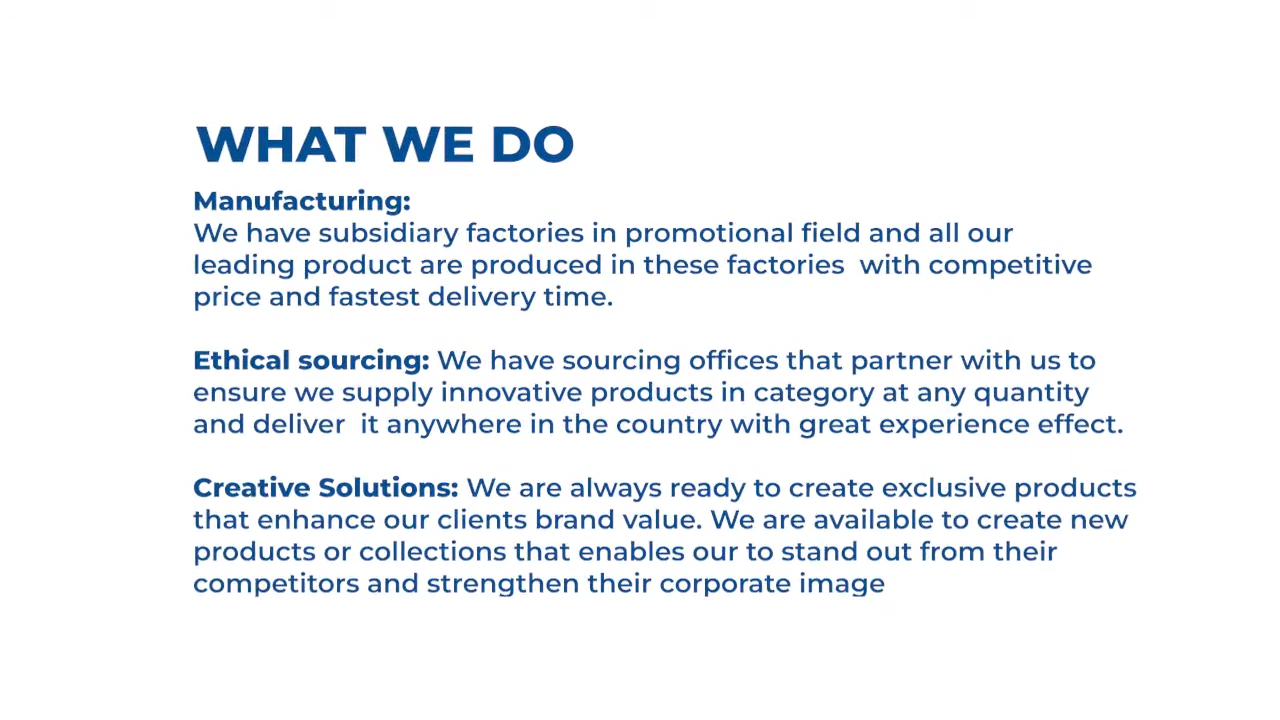 WHAT WE DO
Manufacturing:
We have subsidiary factories in promotional field and all our
leading product are produced in these factories  with competitive
price and fastest delivery time.
Ethical sourcing: We have sourcing offices that partner with us to
ensure we supply innovative products in category at any quantity
and deliver  it anywhere in the country with great experience effect.
Creative Solutions: We are always ready to create exclusive products
that enhance our clients brand value. We are available to create new
products or collections that enables our to stand out from their
competitors and strengthen their corporate image